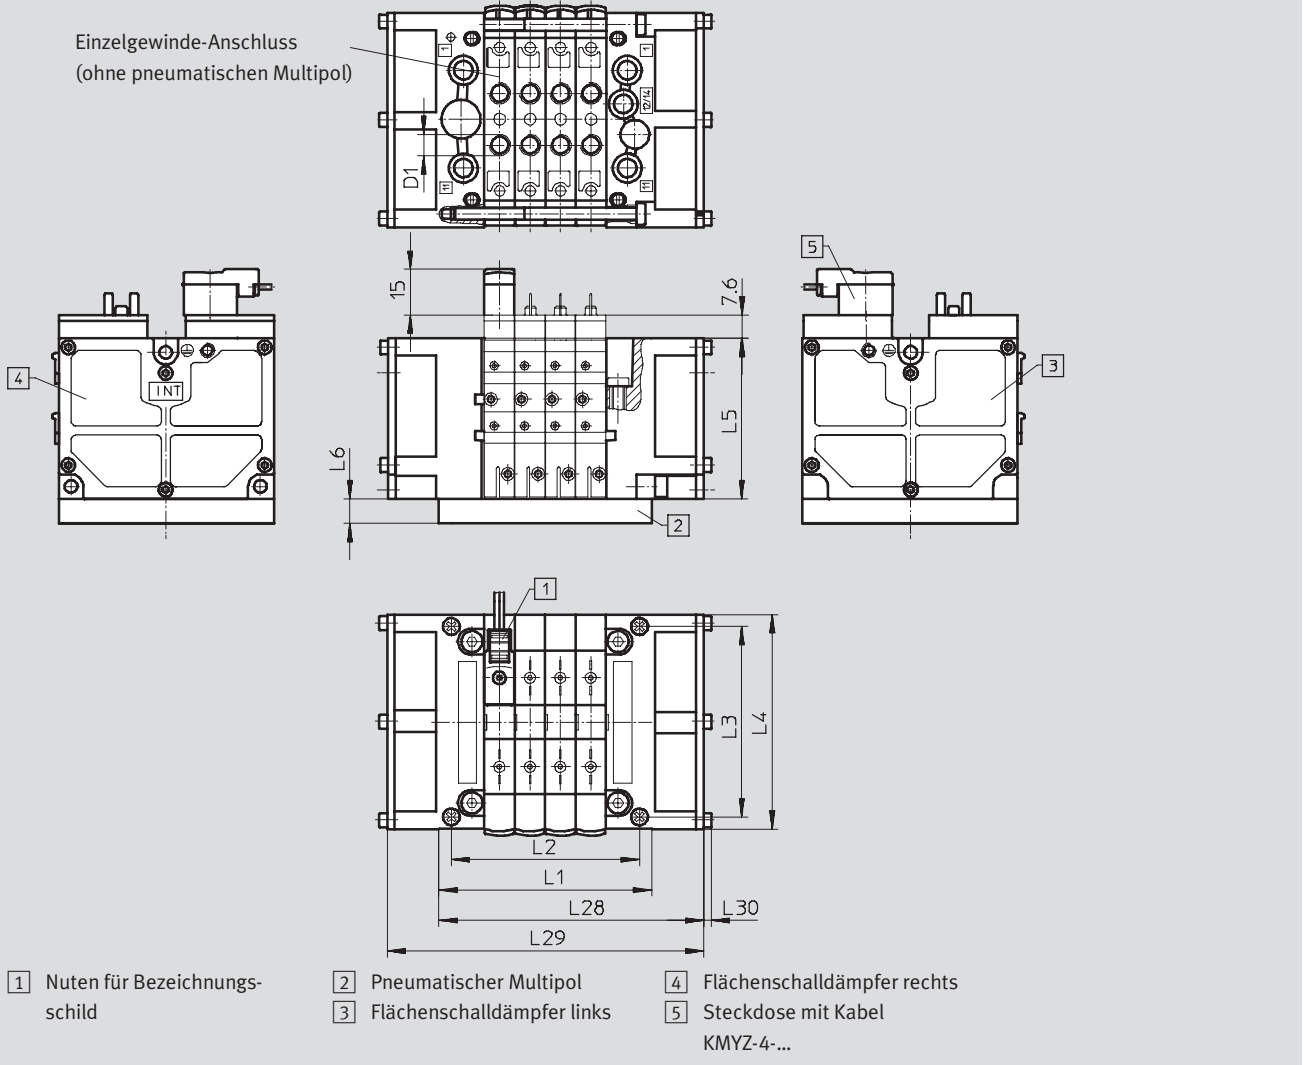 Einzelgewinde-Anschluss
(ohne pneumatischen Multipol)
1
1
12/14
D1
11
11
5
15
7.6
4
INT
3
L5
L6
2
1
L3
L4
L2
L1
L28
L30
L29
1 Nuten für Bezeichnungs-
schild
2 Pneumatischer Multipol
3 Flächenschalldämpfer links
4 Flächenschalldämpfer rechts
5 Steckdose mit Kabel
KMYZ-4-...